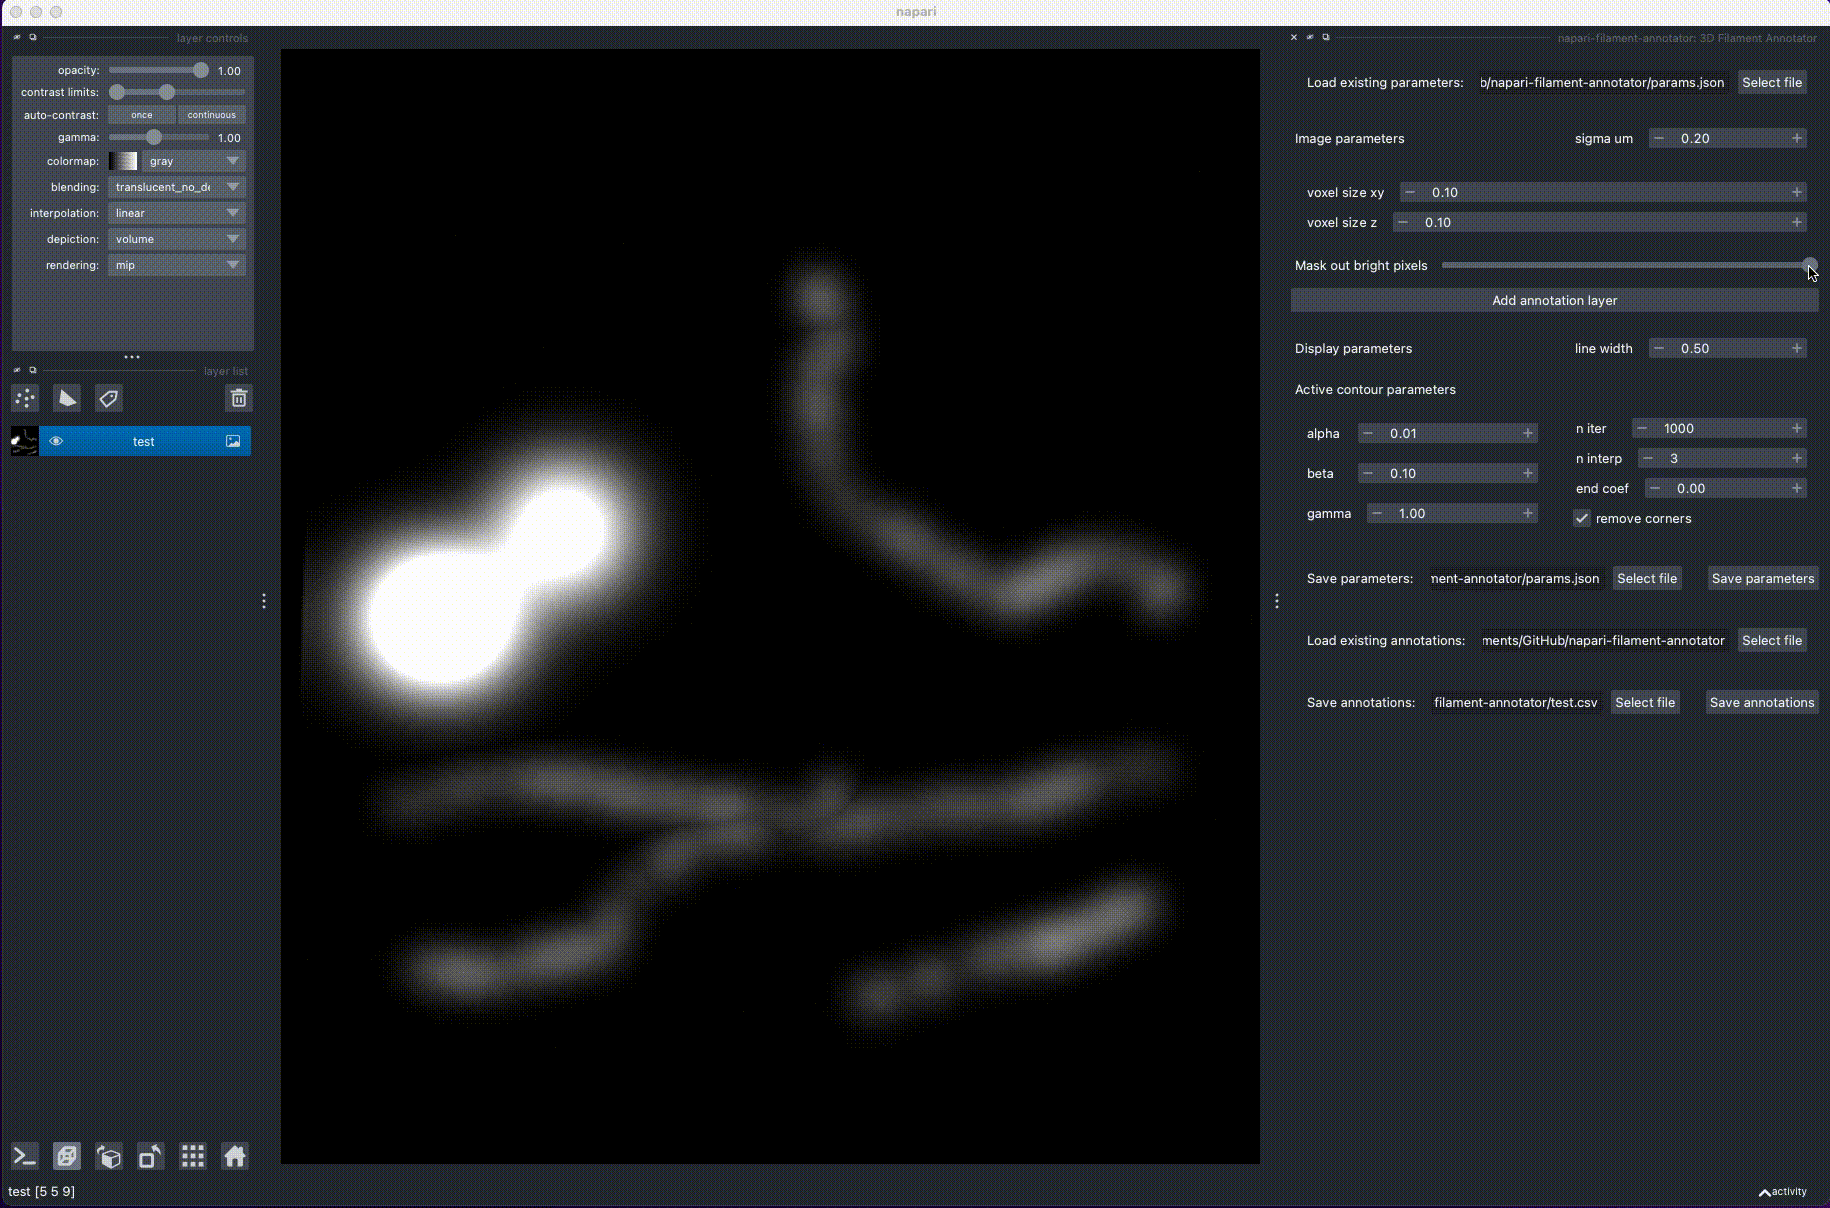 napari
layer controls
opacity: 1.00
contrast limits:
auto-contrast: once continuous
gamma: 1.00
colormap: gray
blending: translucent_no_de
interpolation: linear
depiction: volume
rendering: mip
layer list
test
test [5 5 9]
napari-filament-annotator: 3D Filament Annotator
Load existing parameters: b/napari-filament-annotator/params.json Select file
Image parameters sigma um 0.20
voxel size xy 0.10
voxel size z 0.10
Mask out bright pixels
Add annotation layer
Display parameters line width 0.50
Active contour parameters
alpha 0.01
beta 0.10
gamma 1.00
n iter 1000
n interp 3
end coef 0.00
remove corners
Save parameters: nent-annotator/params.json Select file Save parameters
Load existing annotations: nents/GitHub/napari-filament-annotator Select file
Save annotations: filament-annotator/test.csv Select file Save annotations
activity